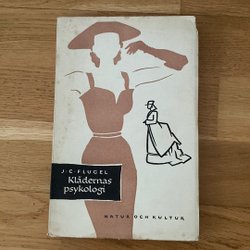 J·C·FLUGEL
Klädernas
psykologi
NATUR OCH KULTUR